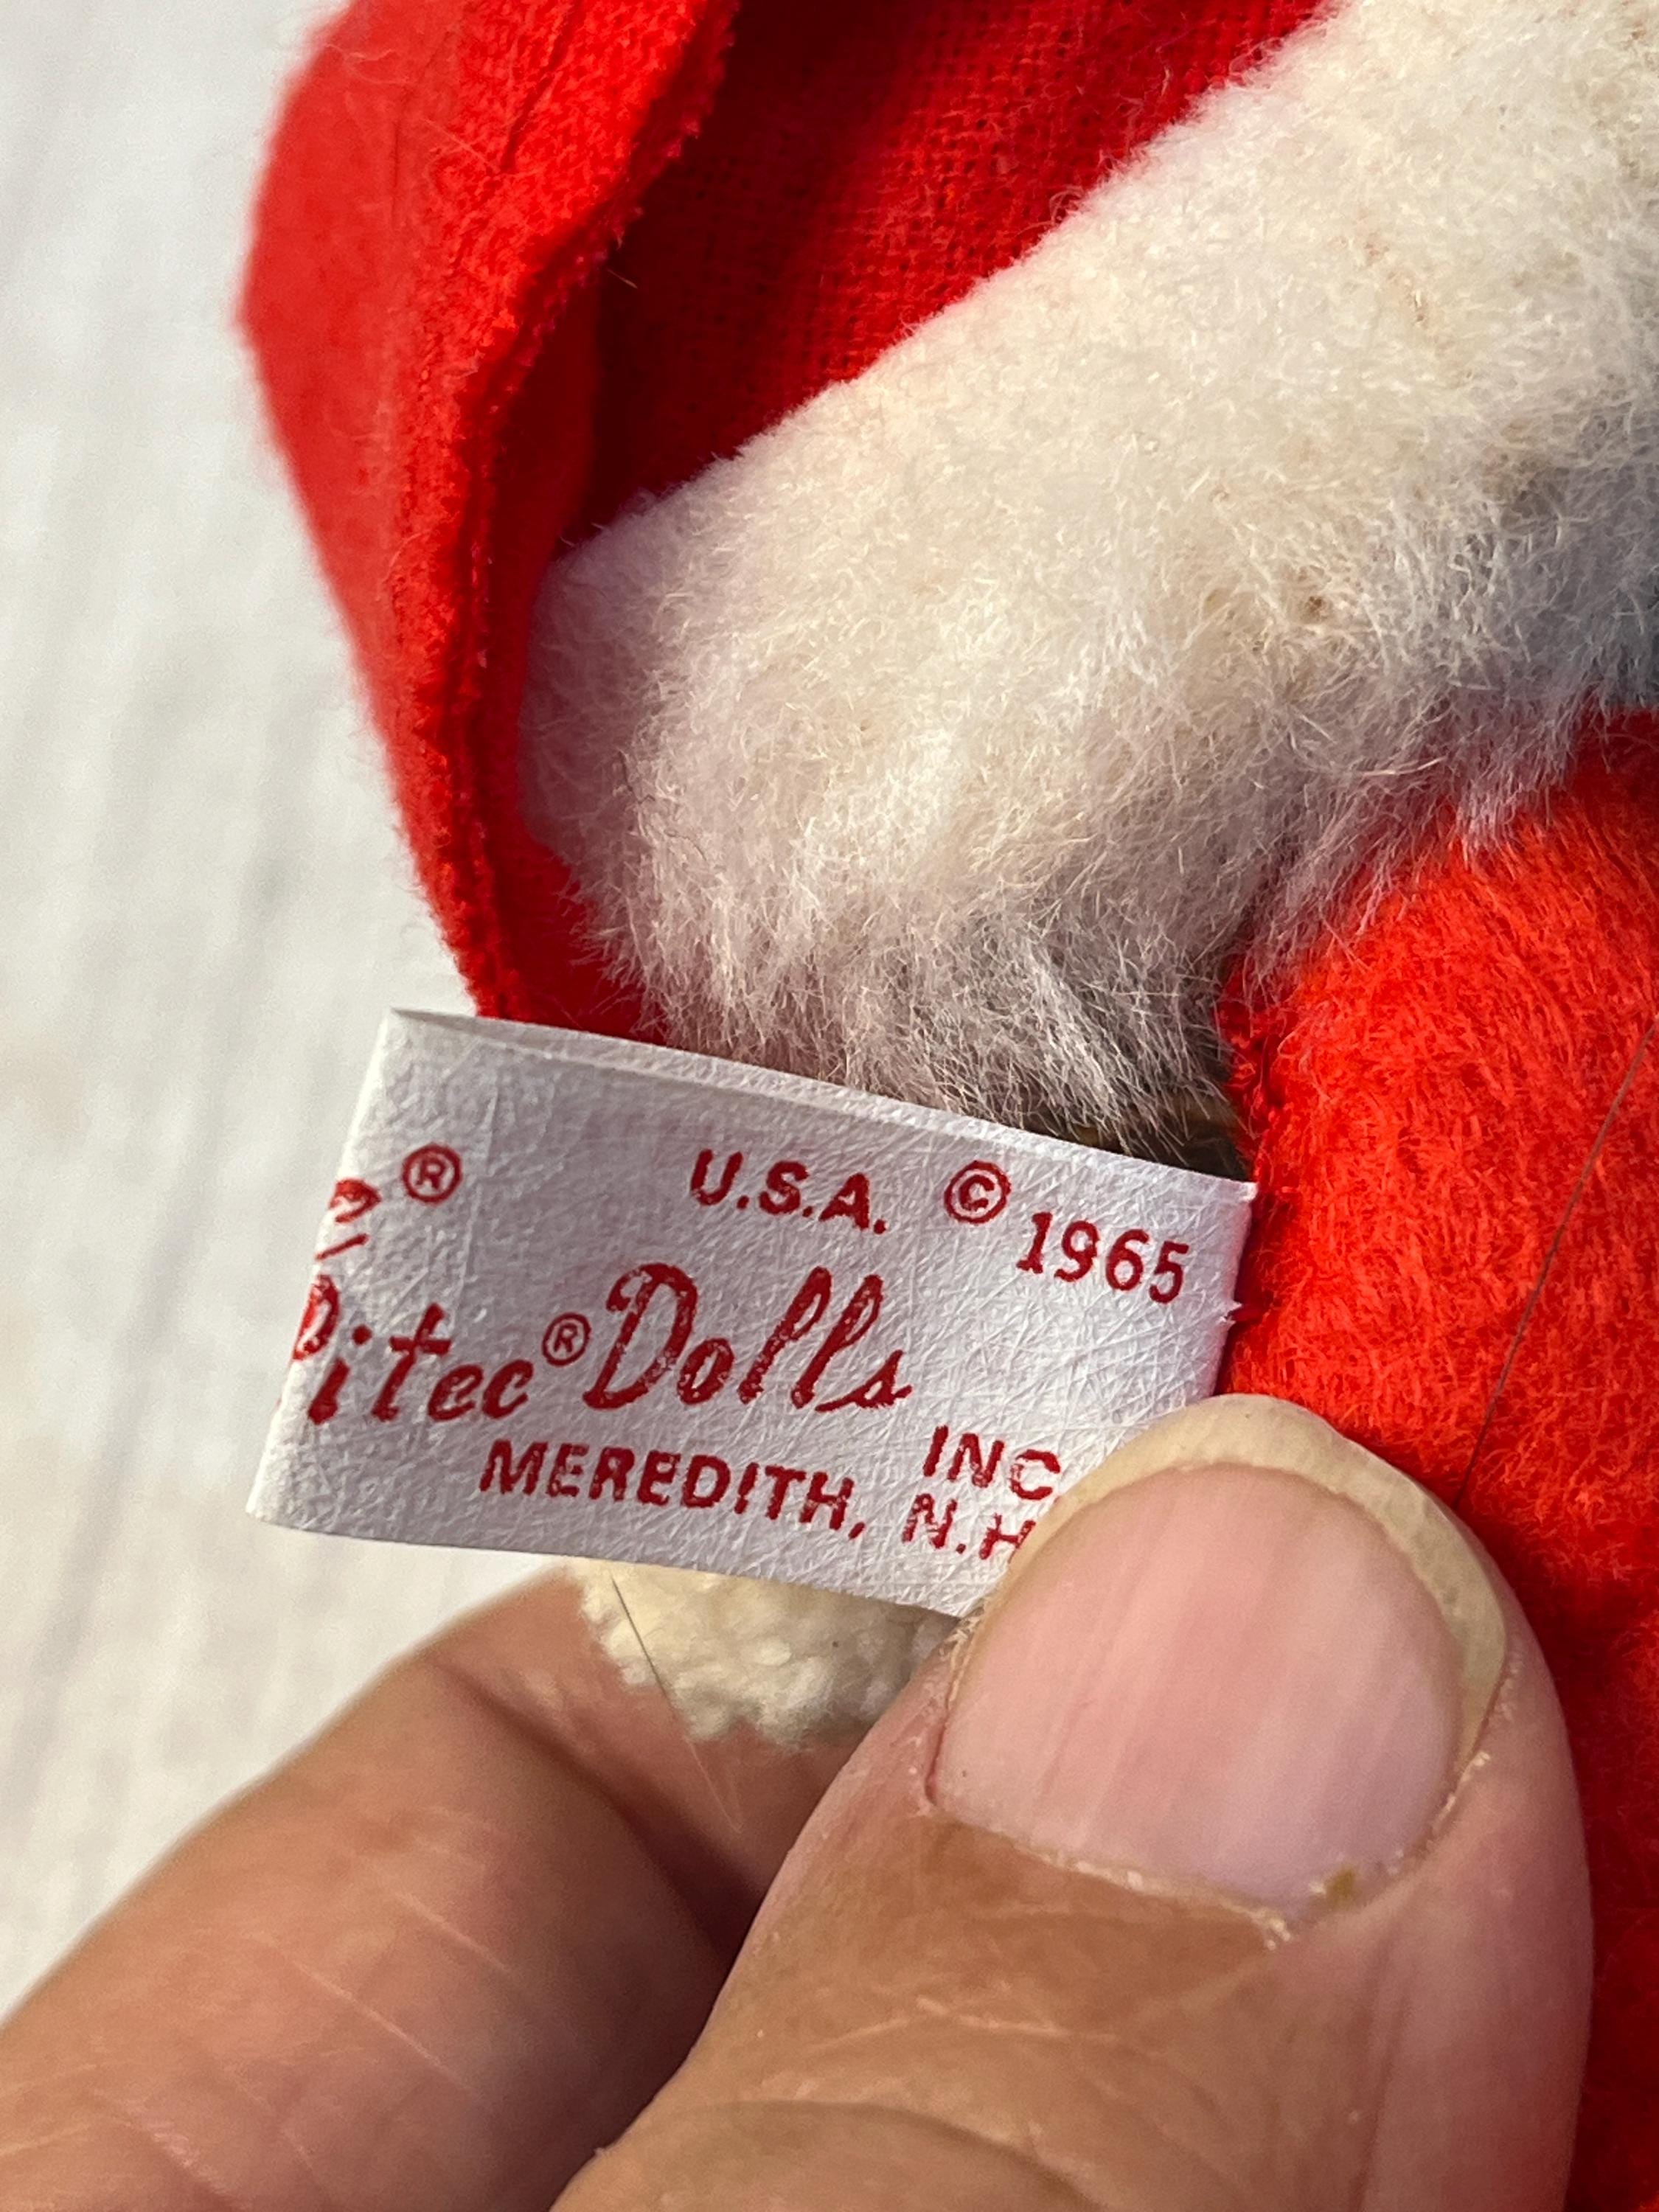 ® U.S.A. © 1965
itec® Dolls INC.
MEREDITH, N.H